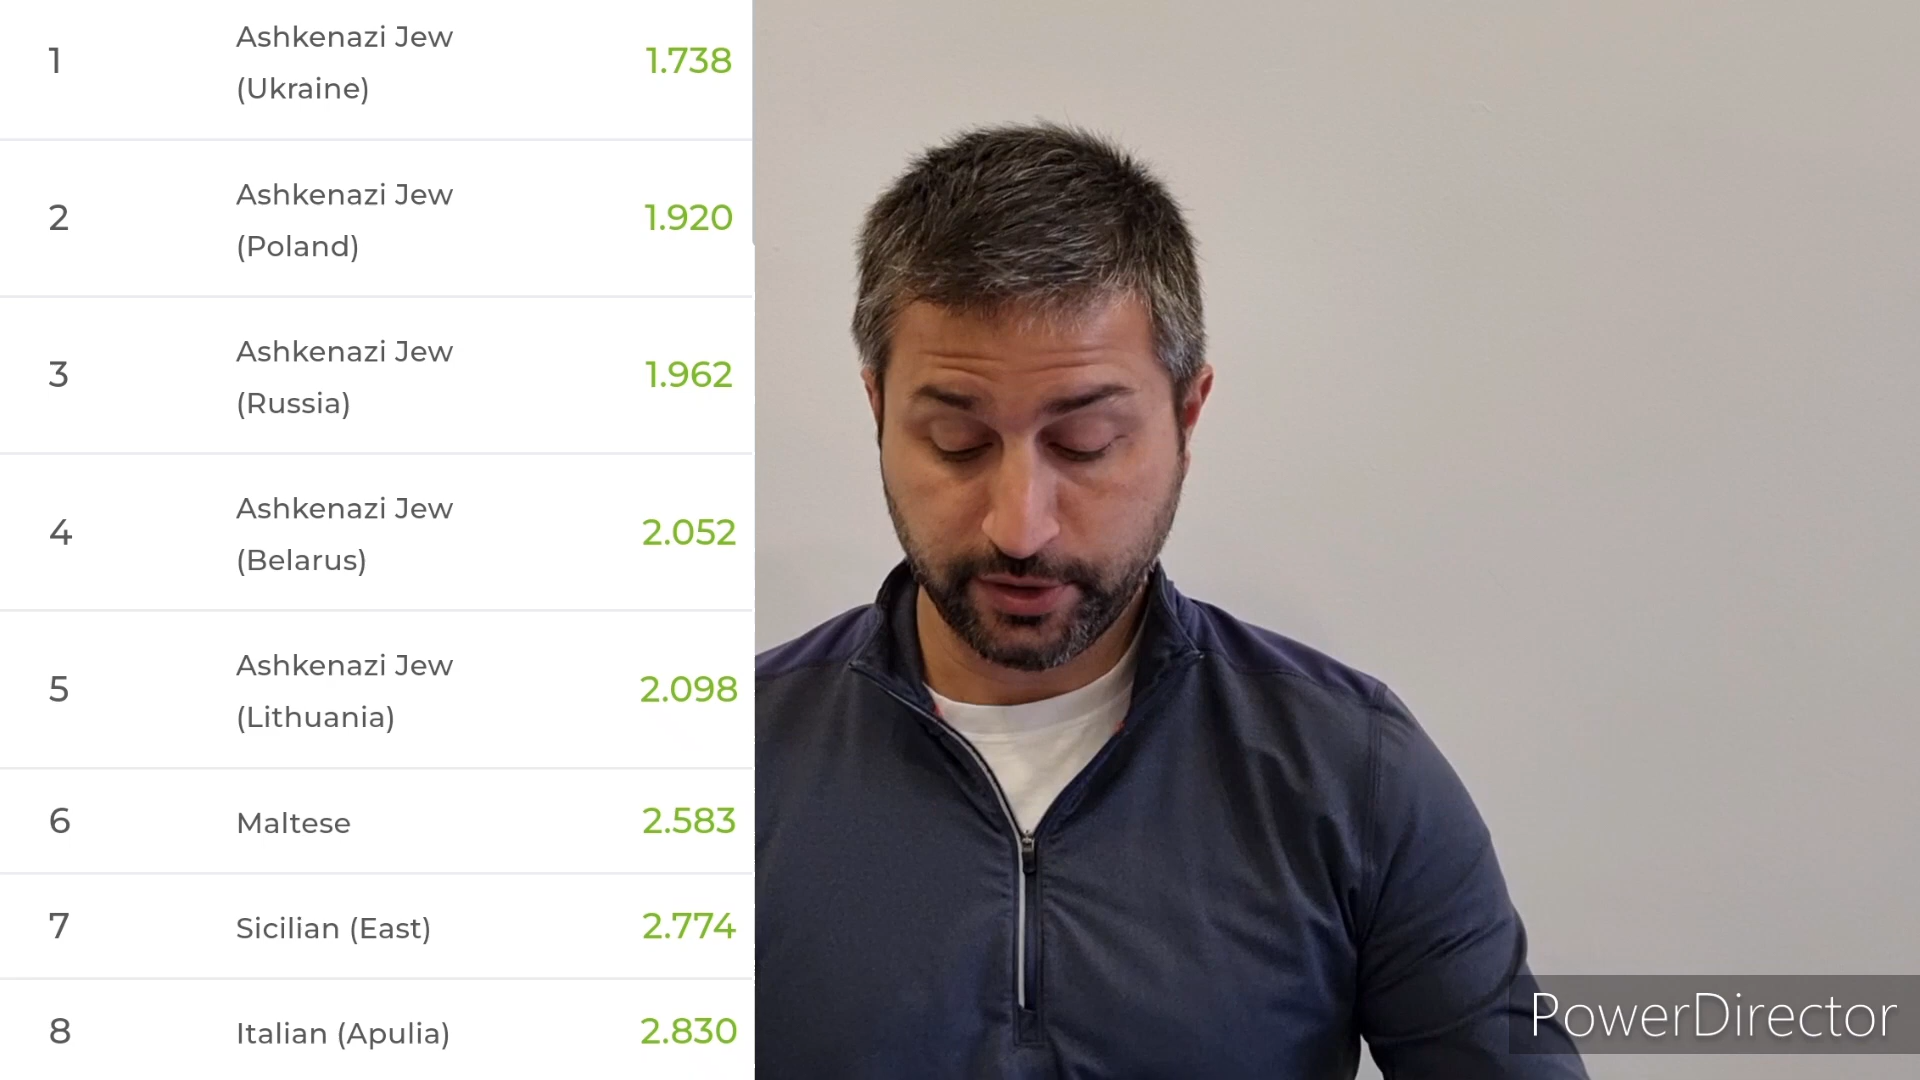 1
Ashkenazi Jew
(Ukraine)
1.738
2
Ashkenazi Jew
(Poland)
1.920
3
Ashkenazi Jew
(Russia)
1.962
4
Ashkenazi Jew
(Belarus)
2.052
5
Ashkenazi Jew
(Lithuania)
2.098
6
Maltese
2.583
7
Sicilian (East)
2.774
8
Italian (Apulia)
2.830
PowerDirector